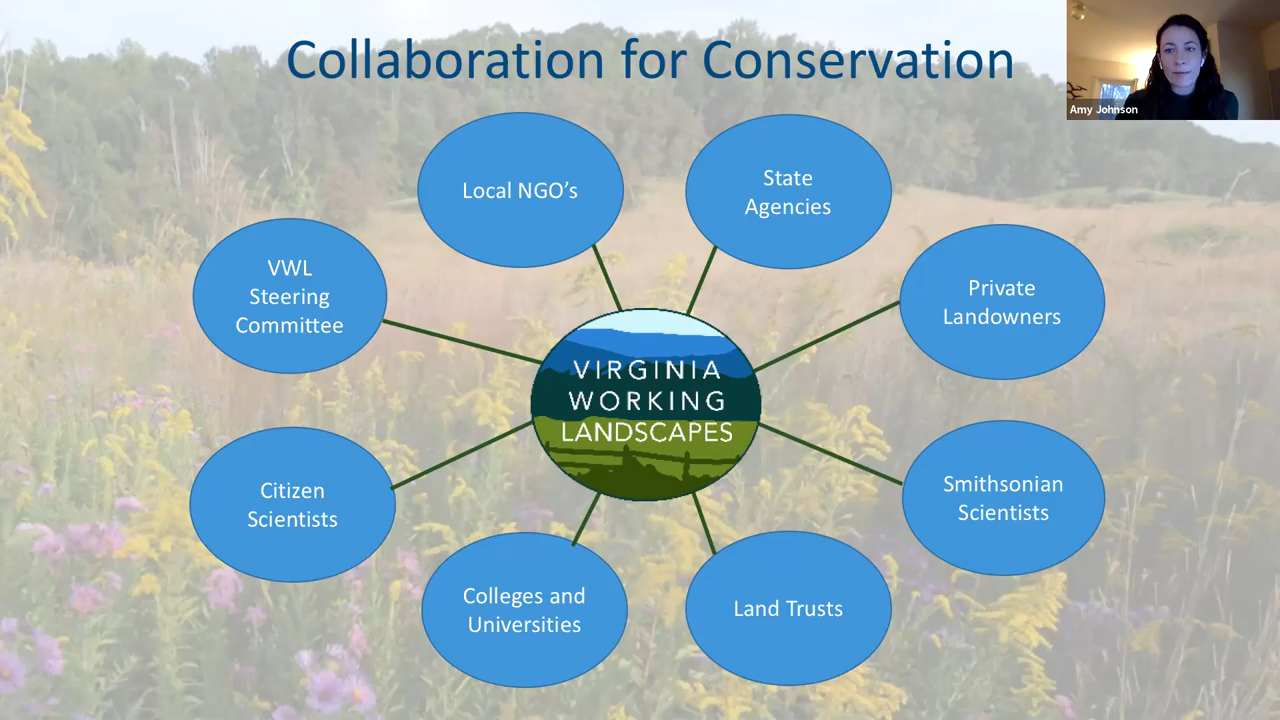 Collaboration for Conservation
Amy Johnson
Local NGO’s
State
Agencies
VWL
Steering
Committee
Private
Landowners
VIRGINIA
WORKING
LANDSCAPES
Citizen
Scientists
Smithsonian
Scientists
Colleges and
Universities
Land Trusts